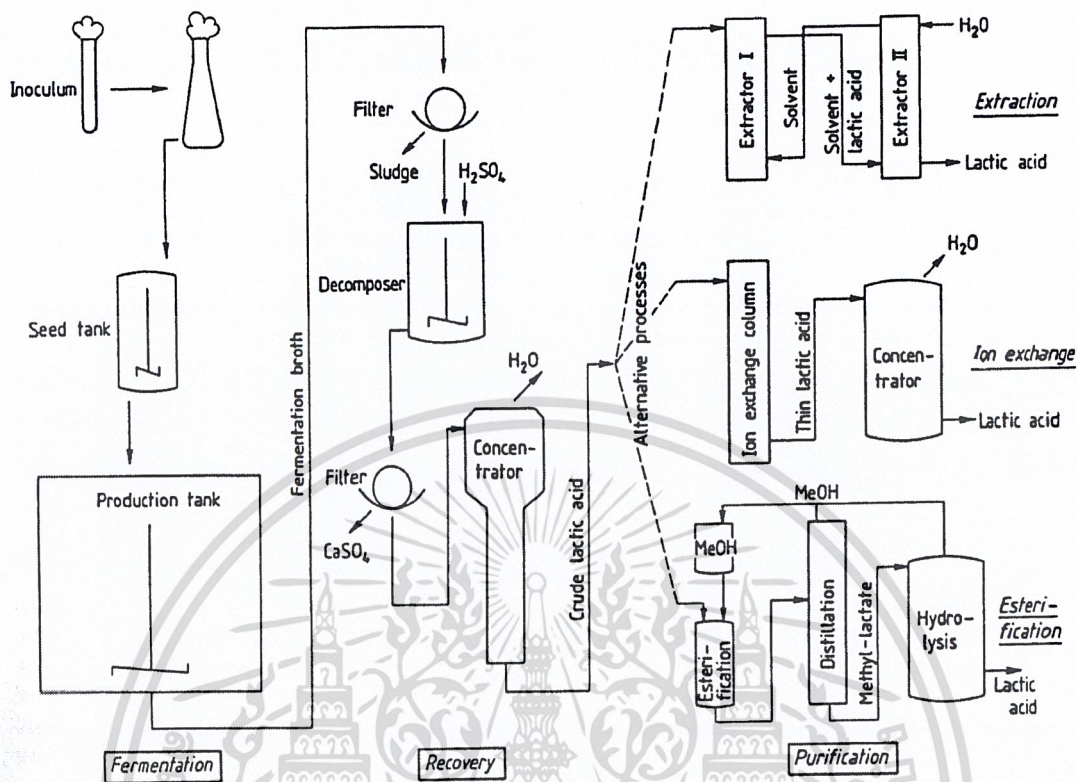 Inoculum
Seed tank
Production tank
Fermentation
Fermentation broth
Filter
Sludge
H₂SO₄
Decomposer
Filter
CaSO₄
H₂O
Concen-
trator
Recovery
Crude lactic acid
Alternative processes
Extractor I
Solvent
Solvent +
lactic acid
Extractor II
H₂O
Extraction
Lactic acid
Ion exchange column
Thin lactic acid
Concen-
trator
H₂O
Ion exchange
Lactic acid
MeOH
MeOH
Esteri-
fication
Distillation
Methyl-lactate
Hydro-
lysis
Esteri-
fication
Lactic
acid
Purification